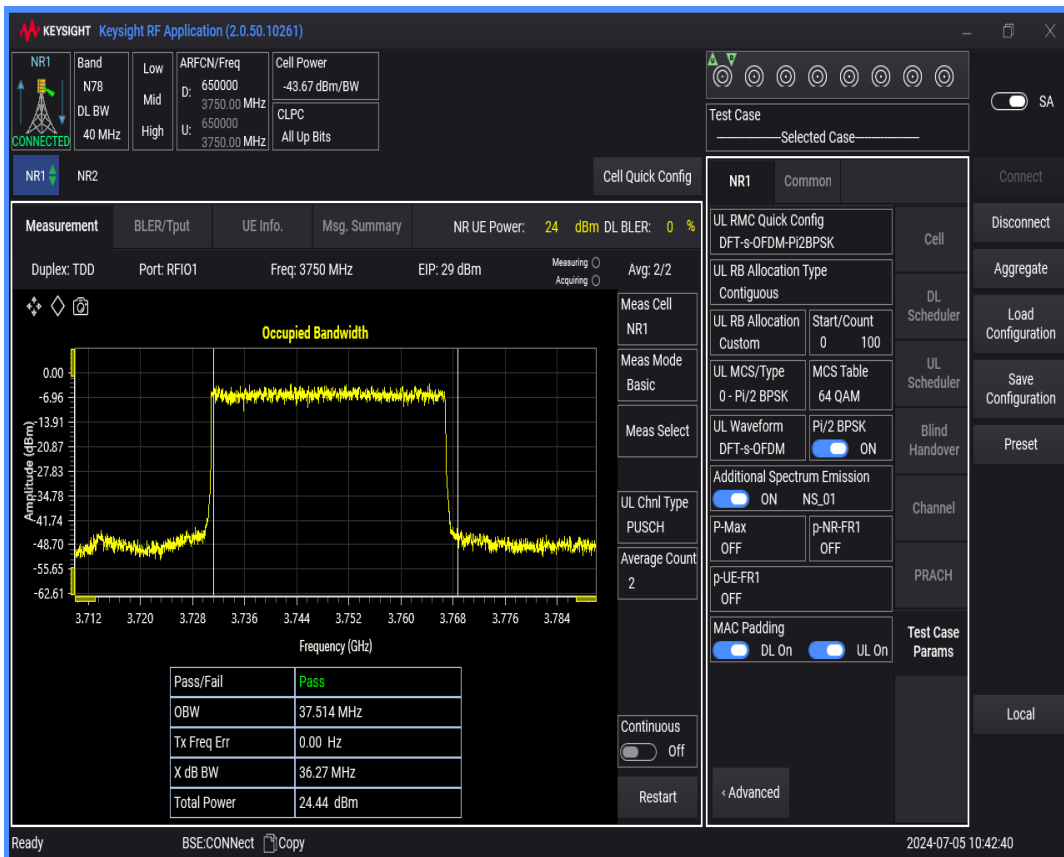 KEYSIGHT Keysight RF Application (2.0.50.10261)
NR1
CONNECTED
Band
N78
DL BW
40 MHz
Low
Mid
High
ARFCN/Freq
D: 650000
3750.00 MHz
U: 650000
3750.00 MHz
Cell Power
-43.67 dBm/BW
CLPC
All Up Bits
Test Case
-----Selected Case-----
SA
NR1
NR2
Cell Quick Config
NR1
Common
Connect
Measurement
BLER/Tput
UE Info.
Msg. Summary
NR UE Power: 24 dBm DL BLER: 0 %
Duplex: TDD
Port: RFIO1
Freq: 3750 MHz
EIP: 29 dBm
Measuring
Acquiring
Avg: 2/2
Occupied Bandwidth
Amplitude (dBm)
0.00
-6.96
-13.91
-20.87
-27.83
-34.78
-41.74
-48.70
-55.65
-62.61
3.712 3.720 3.728 3.736 3.744 3.752 3.760 3.768 3.776 3.784
Frequency (GHz)
Pass/Fail Pass
OBW 37.514 MHz
Tx Freq Err 0.00 Hz
X dB BW 36.27 MHz
Total Power 24.44 dBm
Meas Cell
NR1
Meas Mode
Basic
Meas Select
UL Chnl Type
PUSCH
Average Count
2
Continuous
Off
Restart
UL RMC Quick Config
DFT-s-OFDM-Pi2BPSK
UL RB Allocation Type
Contiguous
UL RB Allocation
Custom
Start/Count
0 100
UL MCS/Type
0 - Pi/2 BPSK
MCS Table
64 QAM
UL Waveform
DFT-s-OFDM
Pi/2 BPSK
ON
Additional Spectrum Emission
ON NS_01
P-Max
OFF
p-NR-FR1
OFF
p-UE-FR1
OFF
MAC Padding
DL On UL On
‹ Advanced
Cell
DL
Scheduler
UL
Scheduler
Blind
Handover
Channel
PRACH
Test Case
Params
Disconnect
Aggregate
Load
Configuration
Save
Configuration
Preset
Local
Ready
BSE:CONNect
Copy
2024-07-05 10:42:40